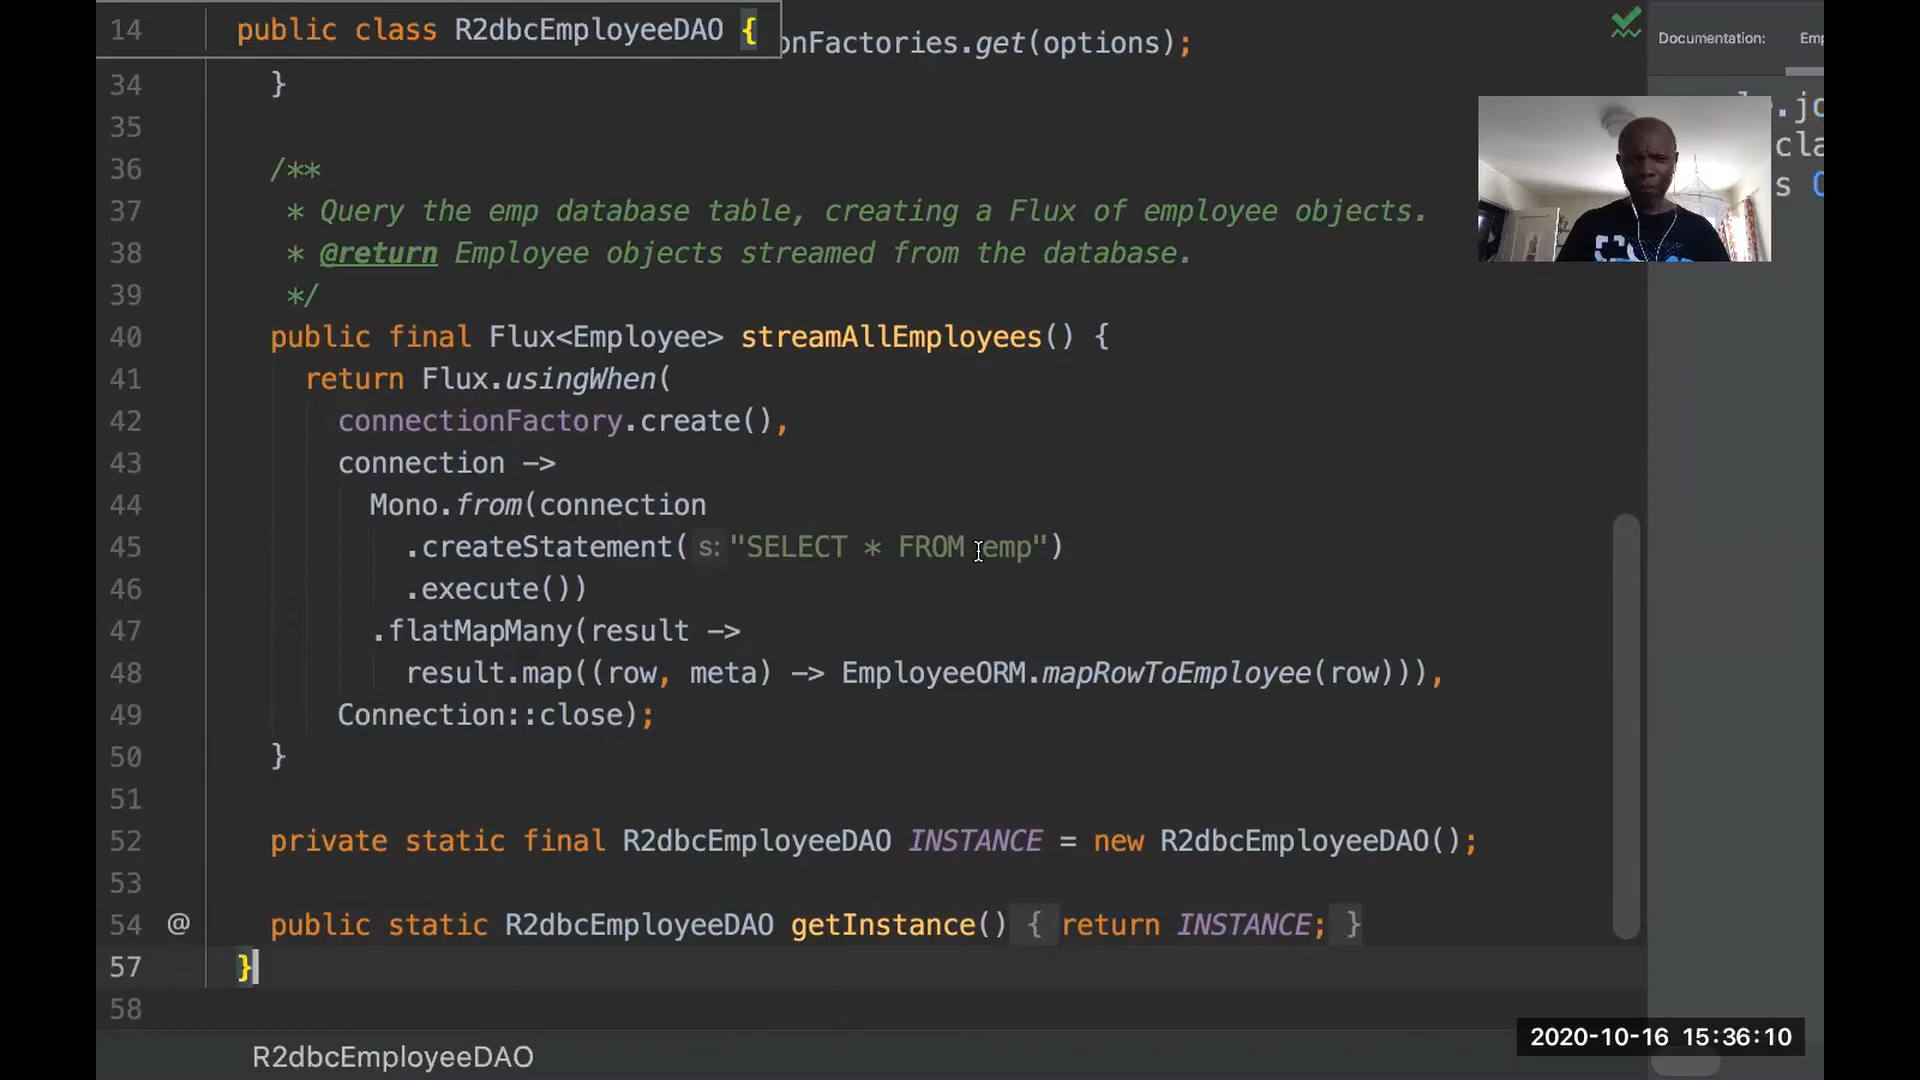 14 public class R2dbcEmployeeDAO {
onFactories.get(options);
Documentation:
34 }
.jo
35
cla
36 /**
s
37 * Query the emp database table, creating a Flux of employee objects.
38 * @return Employee objects streamed from the database.
39 */
40 public final Flux<Employee> streamAllEmployees() {
41 return Flux.usingWhen(
42 connectionFactory.create(),
43 connection ->
44 Mono.from(connection
45 .createStatement( s: "SELECT * FROM emp")
46 .execute())
47 .flatMapMany(result ->
48 result.map((row, meta) -> EmployeeORM.mapRowToEmployee(row))),
49 Connection::close);
50 }
51
52 private static final R2dbcEmployeeDAO INSTANCE = new R2dbcEmployeeDAO();
53
54 @ public static R2dbcEmployeeDAO getInstance() { return INSTANCE; }
57 }
58
2020-10-16 15:36:10
R2dbcEmployeeDAO